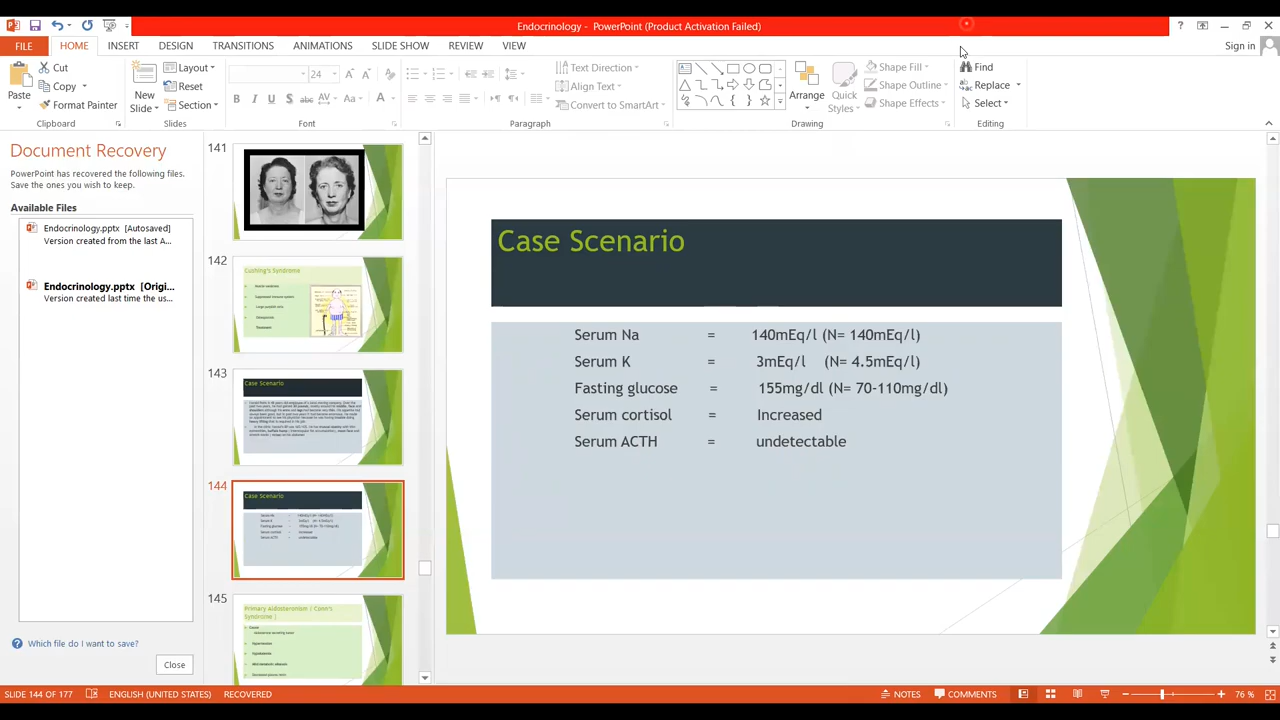 Endocrinology - PowerPoint (Product Activation Failed)
FILE HOME INSERT DESIGN TRANSITIONS ANIMATIONS SLIDE SHOW REVIEW VIEW Sign in
Paste
Cut
Copy
Format Painter
Clipboard
New Slide
Layout
Reset
Section
Slides
24
Font
Text Direction
Align Text
Convert to SmartArt
Paragraph
Arrange
Quick Styles
Shape Fill
Shape Outline
Shape Effects
Drawing
Find
Replace
Select
Editing
Document Recovery
PowerPoint has recovered the following files.
Save the ones you wish to keep.
Available Files
Endocrinology.pptx [Autosaved]
Version created from the last A...
Endocrinology.pptx [Origi...
Version created last time the us...
Which file do I want to save?
Close
141
142
Cushing's Syndrome
143
Case Scenario
144
Case Scenario
145
Primary Aldosteronism ( Conn's
Syndrome )
Case Scenario
Serum Na = 140mEq/l (N= 140mEq/l)
Serum K = 3mEq/l (N= 4.5mEq/l)
Fasting glucose = 155mg/dl (N= 70-110mg/dl)
Serum cortisol = Increased
Serum ACTH = undetectable
SLIDE 144 OF 177 ENGLISH (UNITED STATES) RECOVERED NOTES COMMENTS 76 %